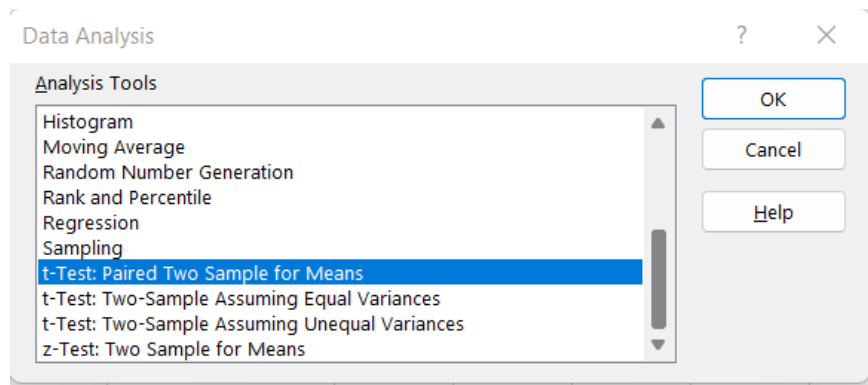 Data Analysis ? ×
Analysis Tools
OK
Histogram
Moving Average
Cancel
Random Number Generation
Rank and Percentile
Help
Regression
Sampling
t-Test: Paired Two Sample for Means
t-Test: Two-Sample Assuming Equal Variances
t-Test: Two-Sample Assuming Unequal Variances
z-Test: Two Sample for Means